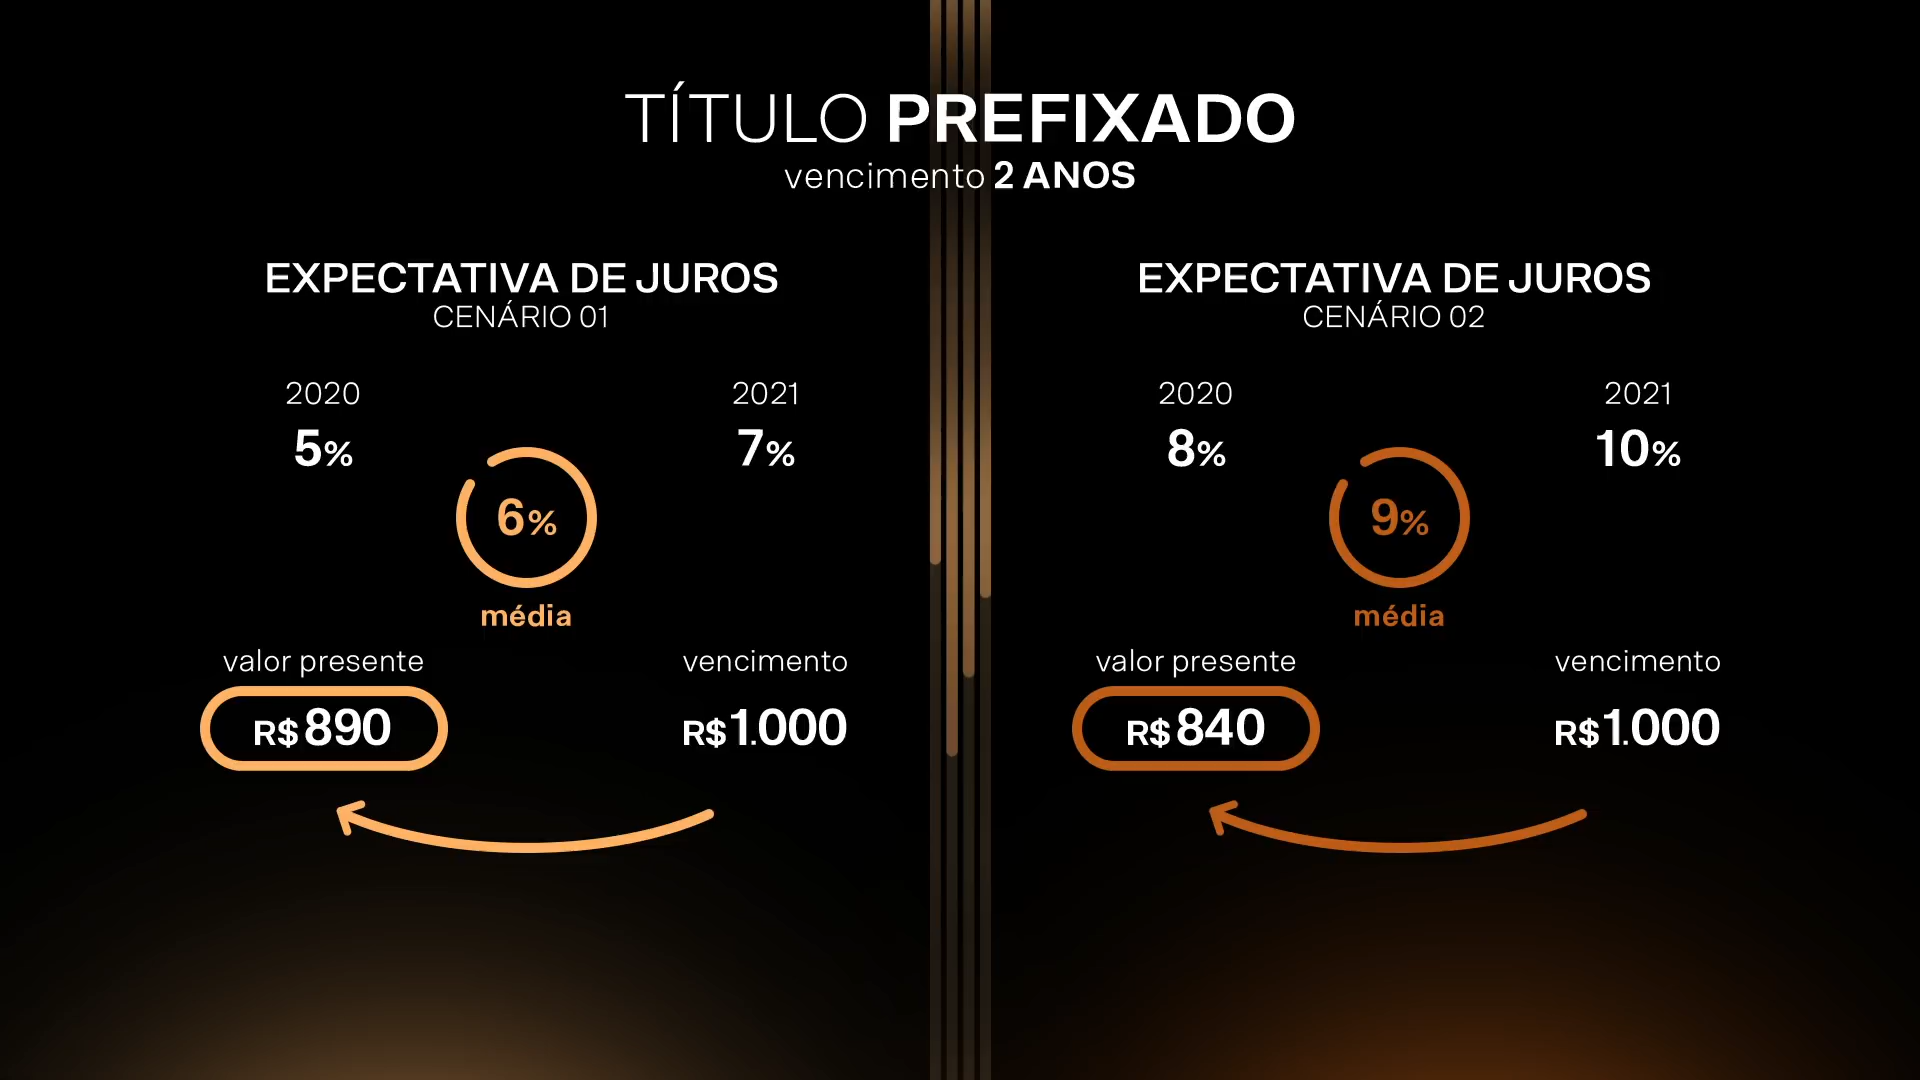 TÍTULO PREFIXADO
vencimento 2 ANOS
EXPECTATIVA DE JUROS
CENÁRIO 01
2020
5%
2021
7%
6%
média
valor presente
R$890
vencimento
R$1.000
EXPECTATIVA DE JUROS
CENÁRIO 02
2020
8%
2021
10%
9%
média
valor presente
R$840
vencimento
R$1.000